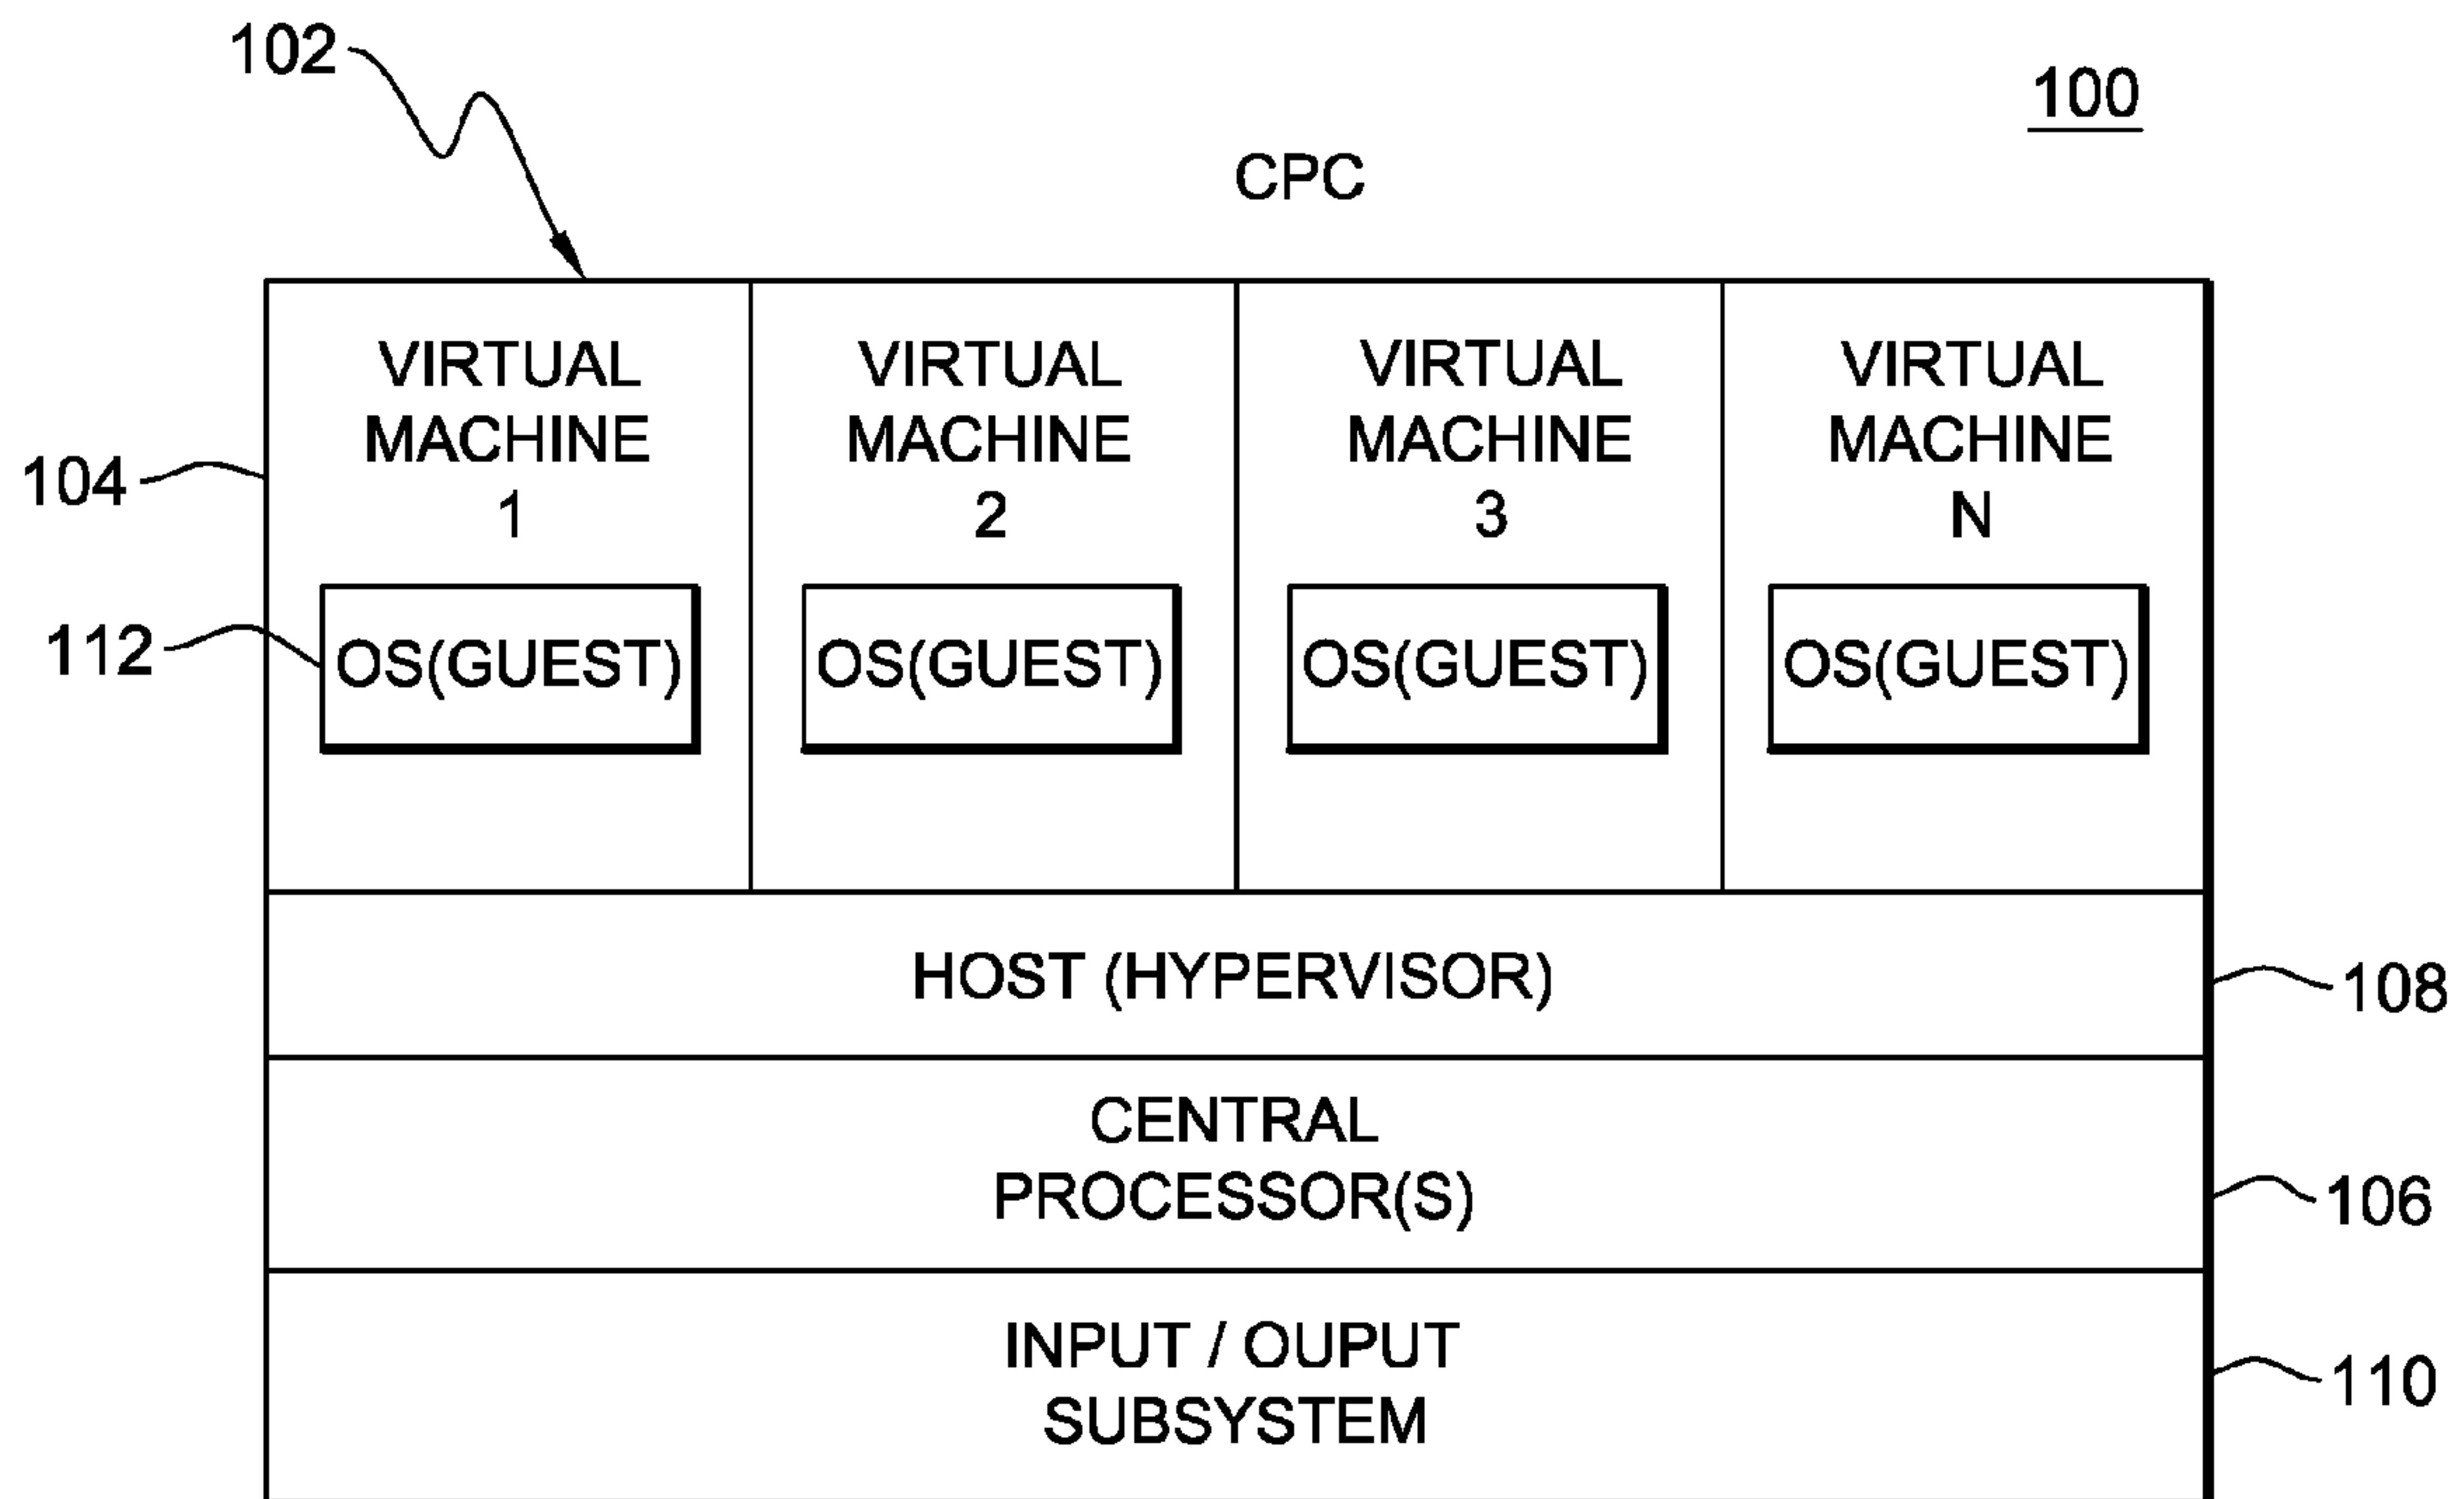 102
100
CPC
VIRTUAL MACHINE 1
VIRTUAL MACHINE 2
VIRTUAL MACHINE 3
VIRTUAL MACHINE N
104
112
OS(GUEST)
OS(GUEST)
OS(GUEST)
OS(GUEST)
HOST (HYPERVISOR)
108
CENTRAL
PROCESSOR(S)
106
INPUT / OUPUT
SUBSYSTEM
110